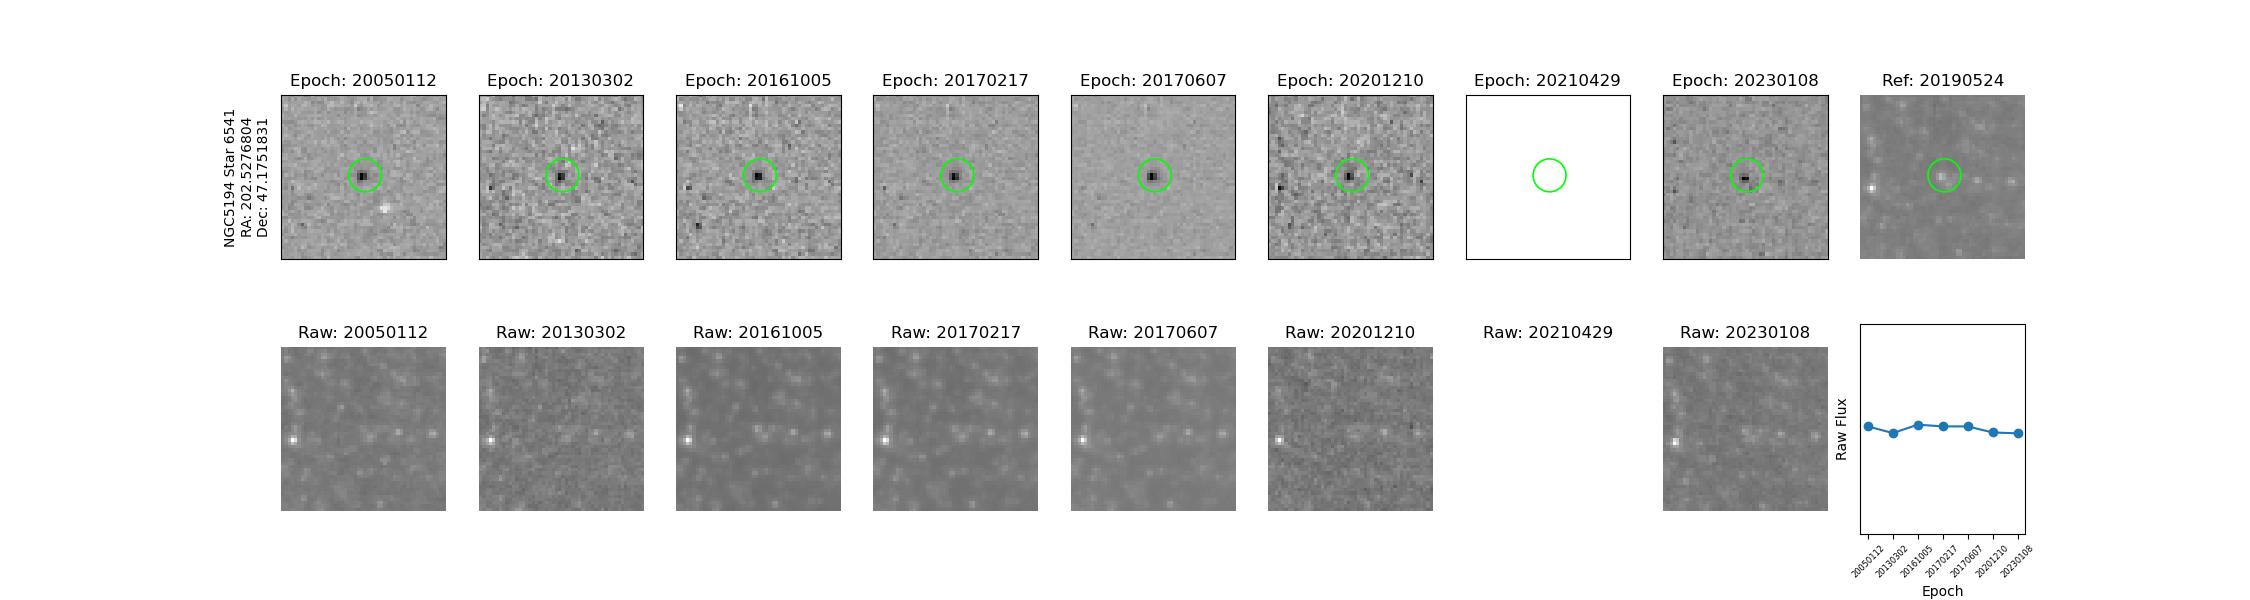 Epoch: 20050112
Epoch: 20130302
Epoch: 20161005
Epoch: 20170217
Epoch: 20170607
Epoch: 20201210
Epoch: 20210429
Epoch: 20230108
Ref: 20190524
NGC5194 Star 6541
RA: 202.5276804
Dec: 47.1751831
Raw: 20050112
Raw: 20130302
Raw: 20161005
Raw: 20170217
Raw: 20170607
Raw: 20201210
Raw: 20210429
Raw: 20230108
Raw Flux
20050112
20130302
20161005
20170217
20170607
20201210
20230108
Epoch